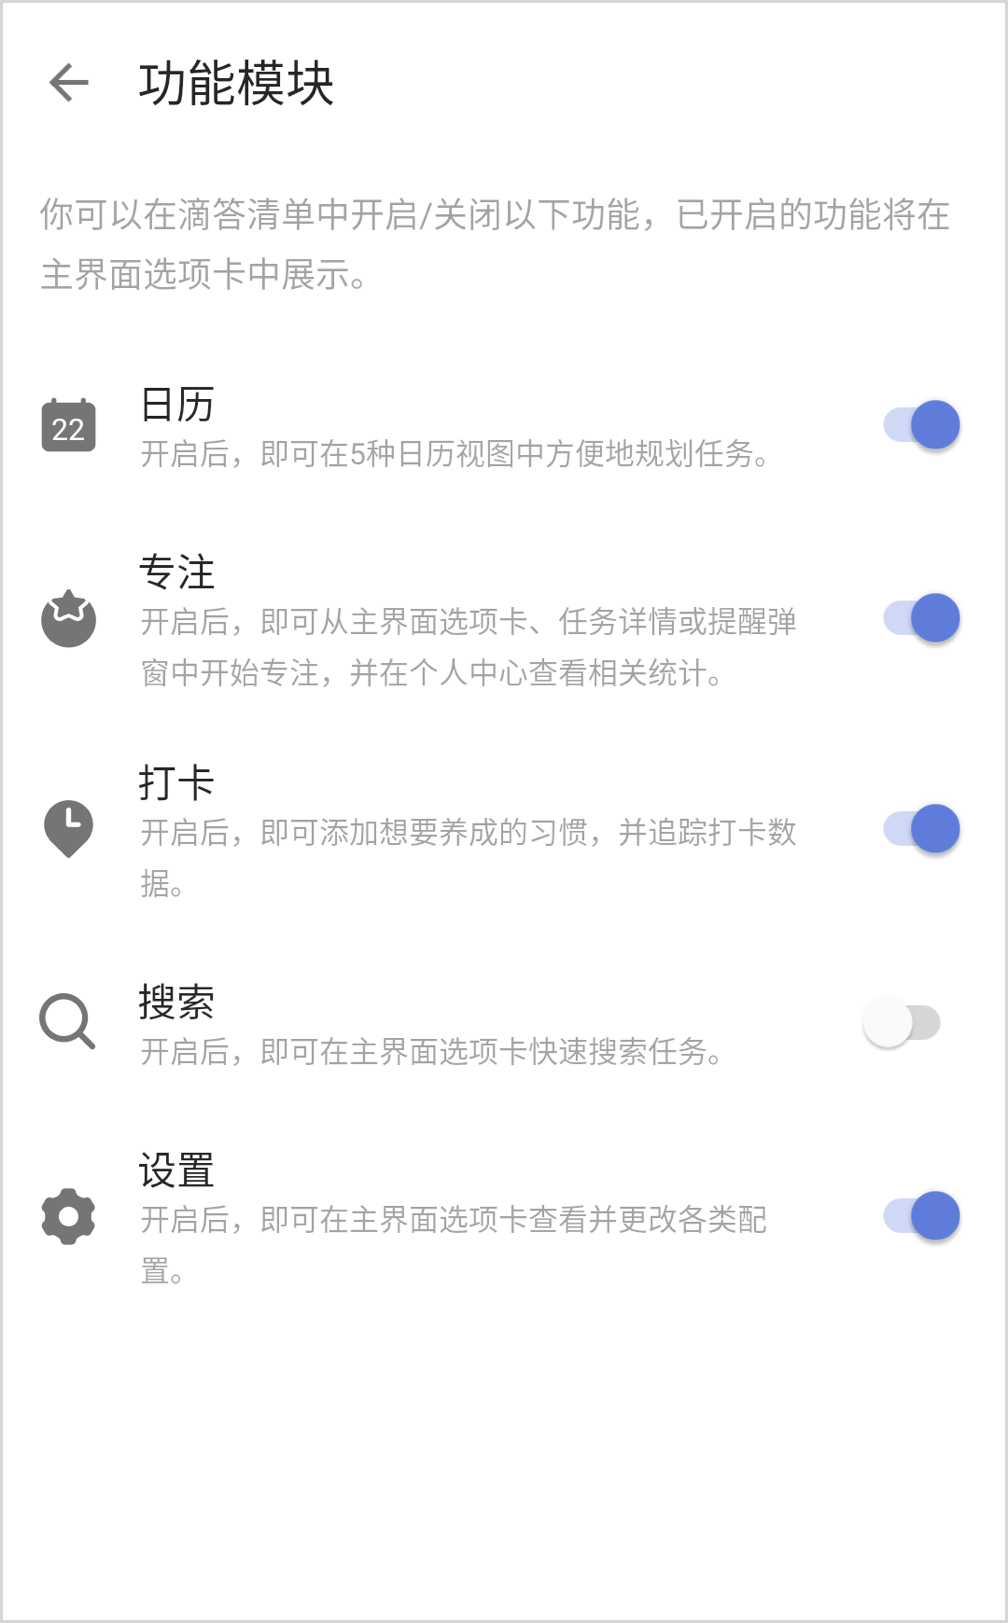 功能模块
你可以在滴答清单中开启/关闭以下功能，已开启的功能将在
主界面选项卡中展示。
日历
22
开启后，即可在5种日历视图中方便地规划任务。
专注
开启后，即可从主界面选项卡、任务详情或提醒弹
窗中开始专注，并在个人中心查看相关统计。
打卡
开启后，即可添加想要养成的习惯，并追踪打卡数
据。
搜索
开启后，即可在主界面选项卡快速搜索任务。
设置
开启后，即可在主界面选项卡查看并更改各类配
置。